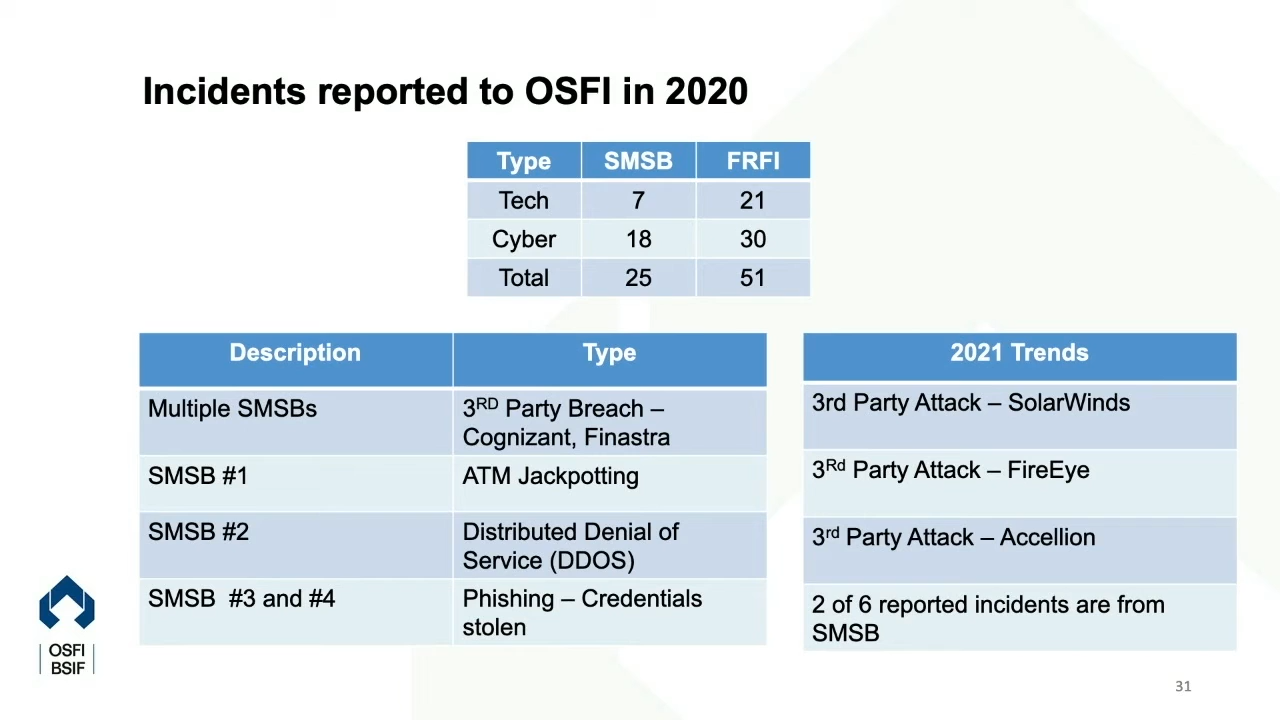 Incidents reported to OSFI in 2020
Type SMSB FRFI
Tech 7 21
Cyber 18 30
Total 25 51
Description Type
Multiple SMSBs 3RD Party Breach –
Cognizant, Finastra
SMSB #1 ATM Jackpotting
SMSB #2 Distributed Denial of
Service (DDOS)
SMSB #3 and #4 Phishing – Credentials
stolen
2021 Trends
3rd Party Attack – SolarWinds
3Rd Party Attack – FireEye
3rd Party Attack – Accellion
2 of 6 reported incidents are from
SMSB
OSFI
BSIF
31